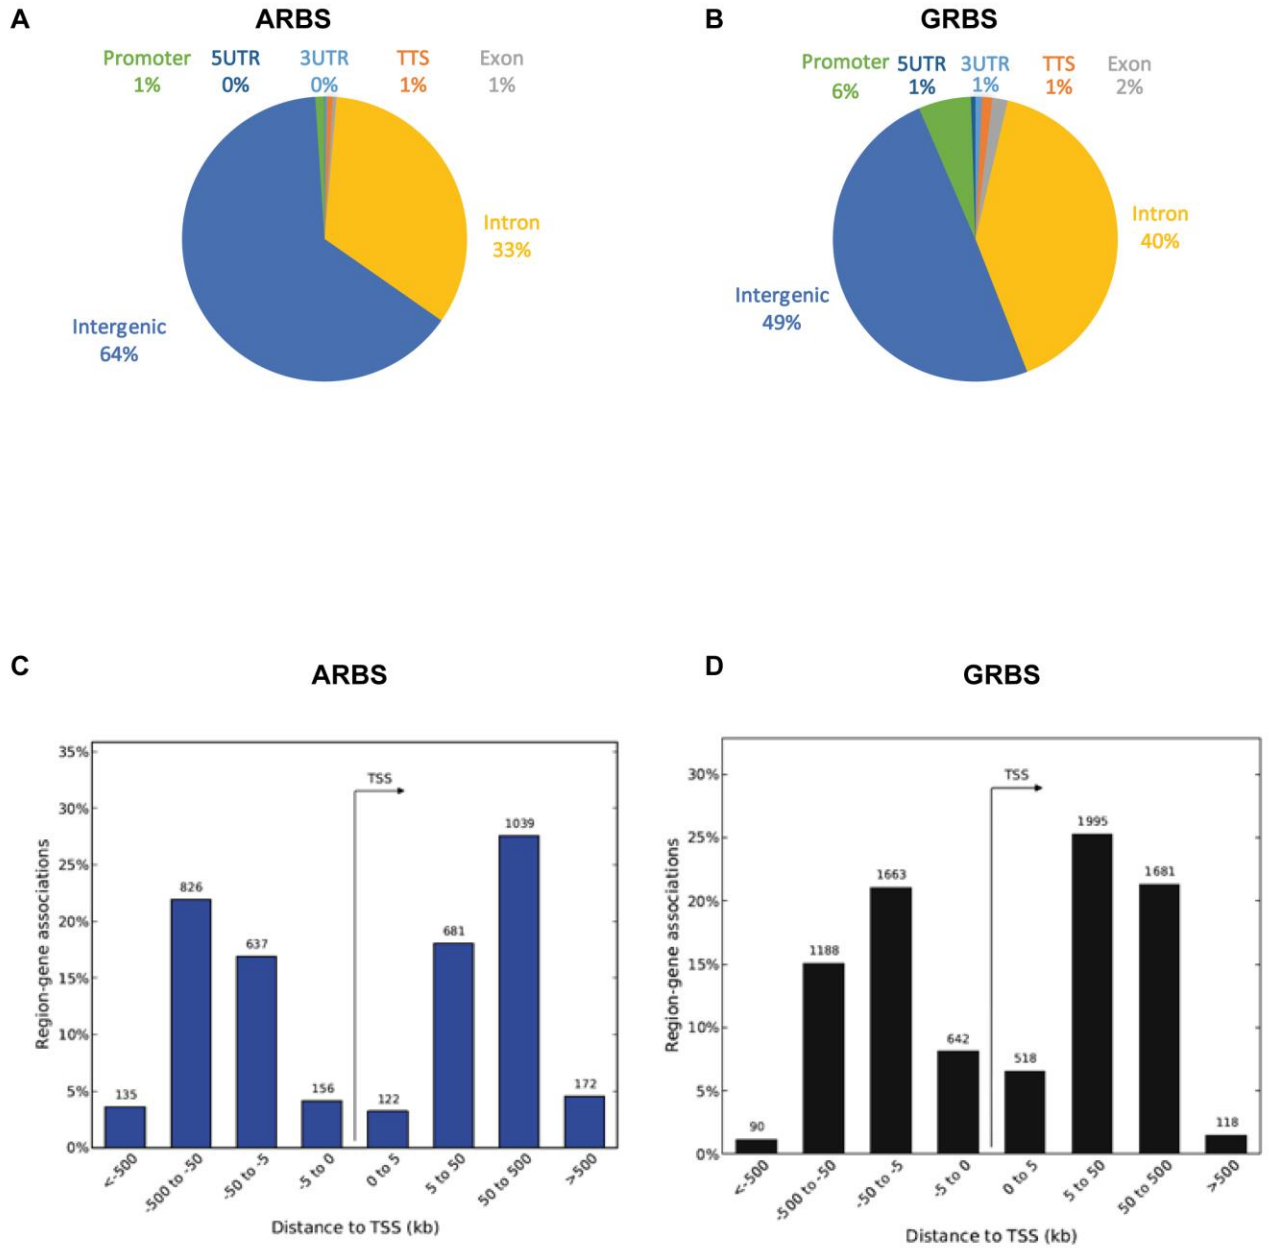 A
ARBS
Promoter 5UTR 3UTR TTS Exon
1% 0% 0% 1% 1%
Intron
33%
Intergenic
64%
B
GRBS
Promoter 5UTR 3UTR TTS Exon
6% 1% 1% 1% 2%
Intron
40%
Intergenic
49%
C
ARBS
35%
30%
25%
20%
15%
10%
5%
0%
Region-gene associations
TSS
135
826
637
156
122
681
1039
172
<-500
-500 to -50
-50 to -5
-5 to 0
0 to 5
5 to 50
50 to 500
>500
Distance to TSS (kb)
D
GRBS
30%
25%
20%
15%
10%
5%
0%
Region-gene associations
TSS
90
1188
1663
642
518
1995
1681
118
<-500
-500 to -50
-50 to -5
-5 to 0
0 to 5
5 to 50
50 to 500
>500
Distance to TSS (kb)